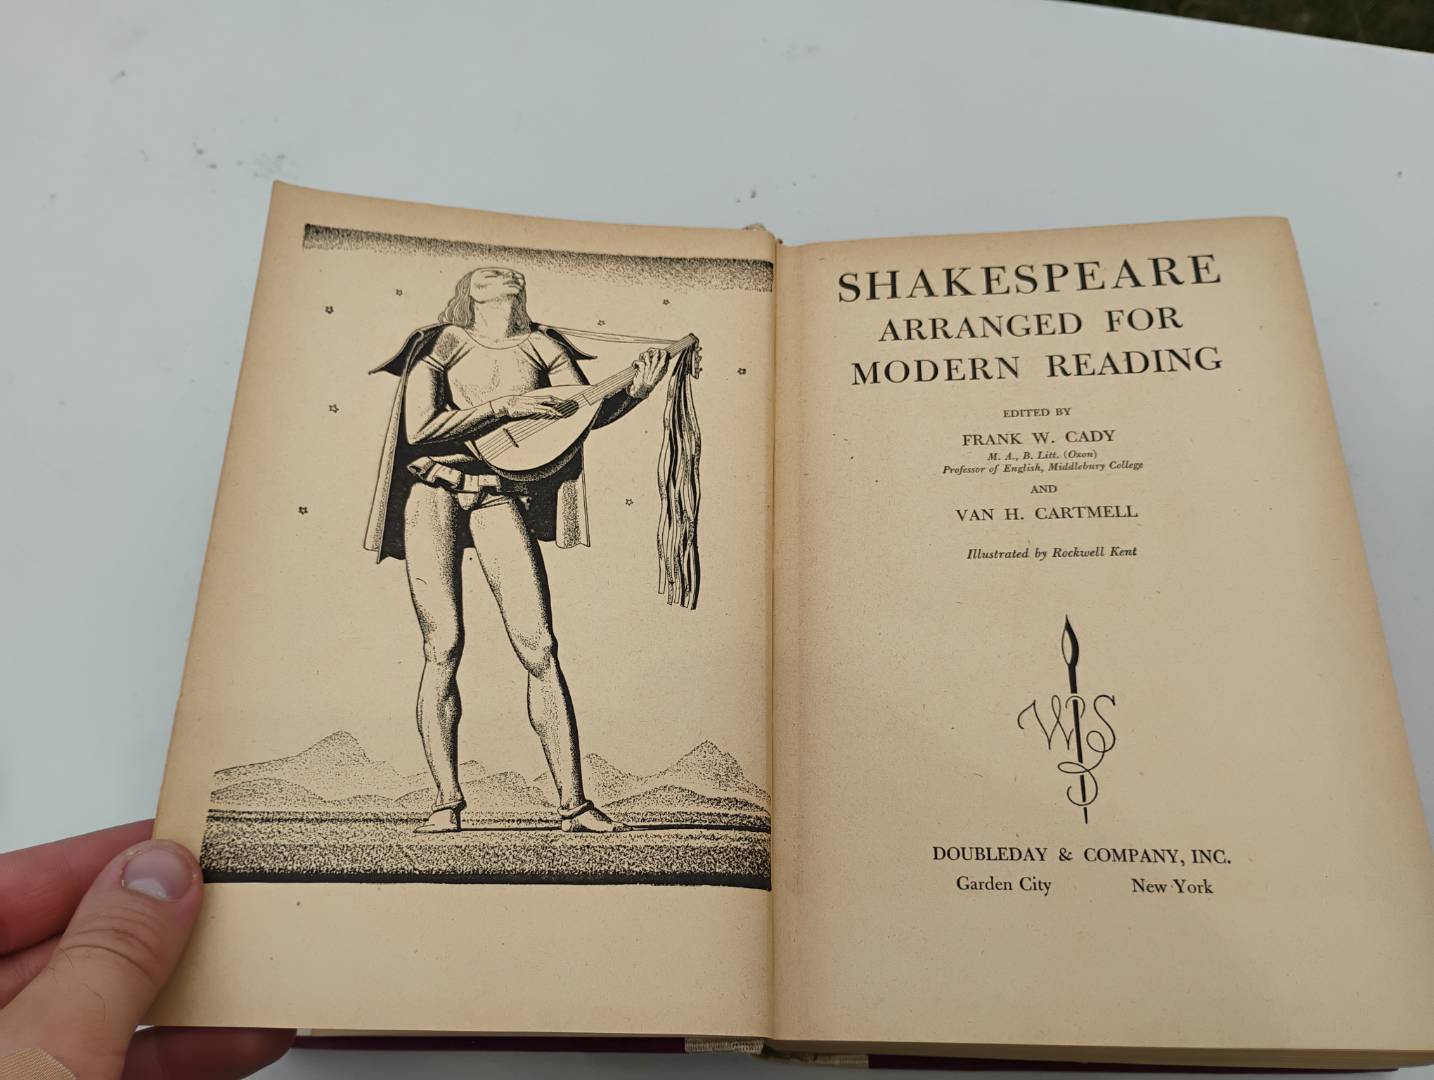 SHAKESPEARE
ARRANGED FOR
MODERN READING
EDITED BY
FRANK W. CADY
M. A., B. Litt. (Oxon)
Professor of English, Middlebury College
AND
VAN H. CARTMELL
Illustrated by Rockwell Kent
WS
DOUBLEDAY & COMPANY, INC.
Garden City New York